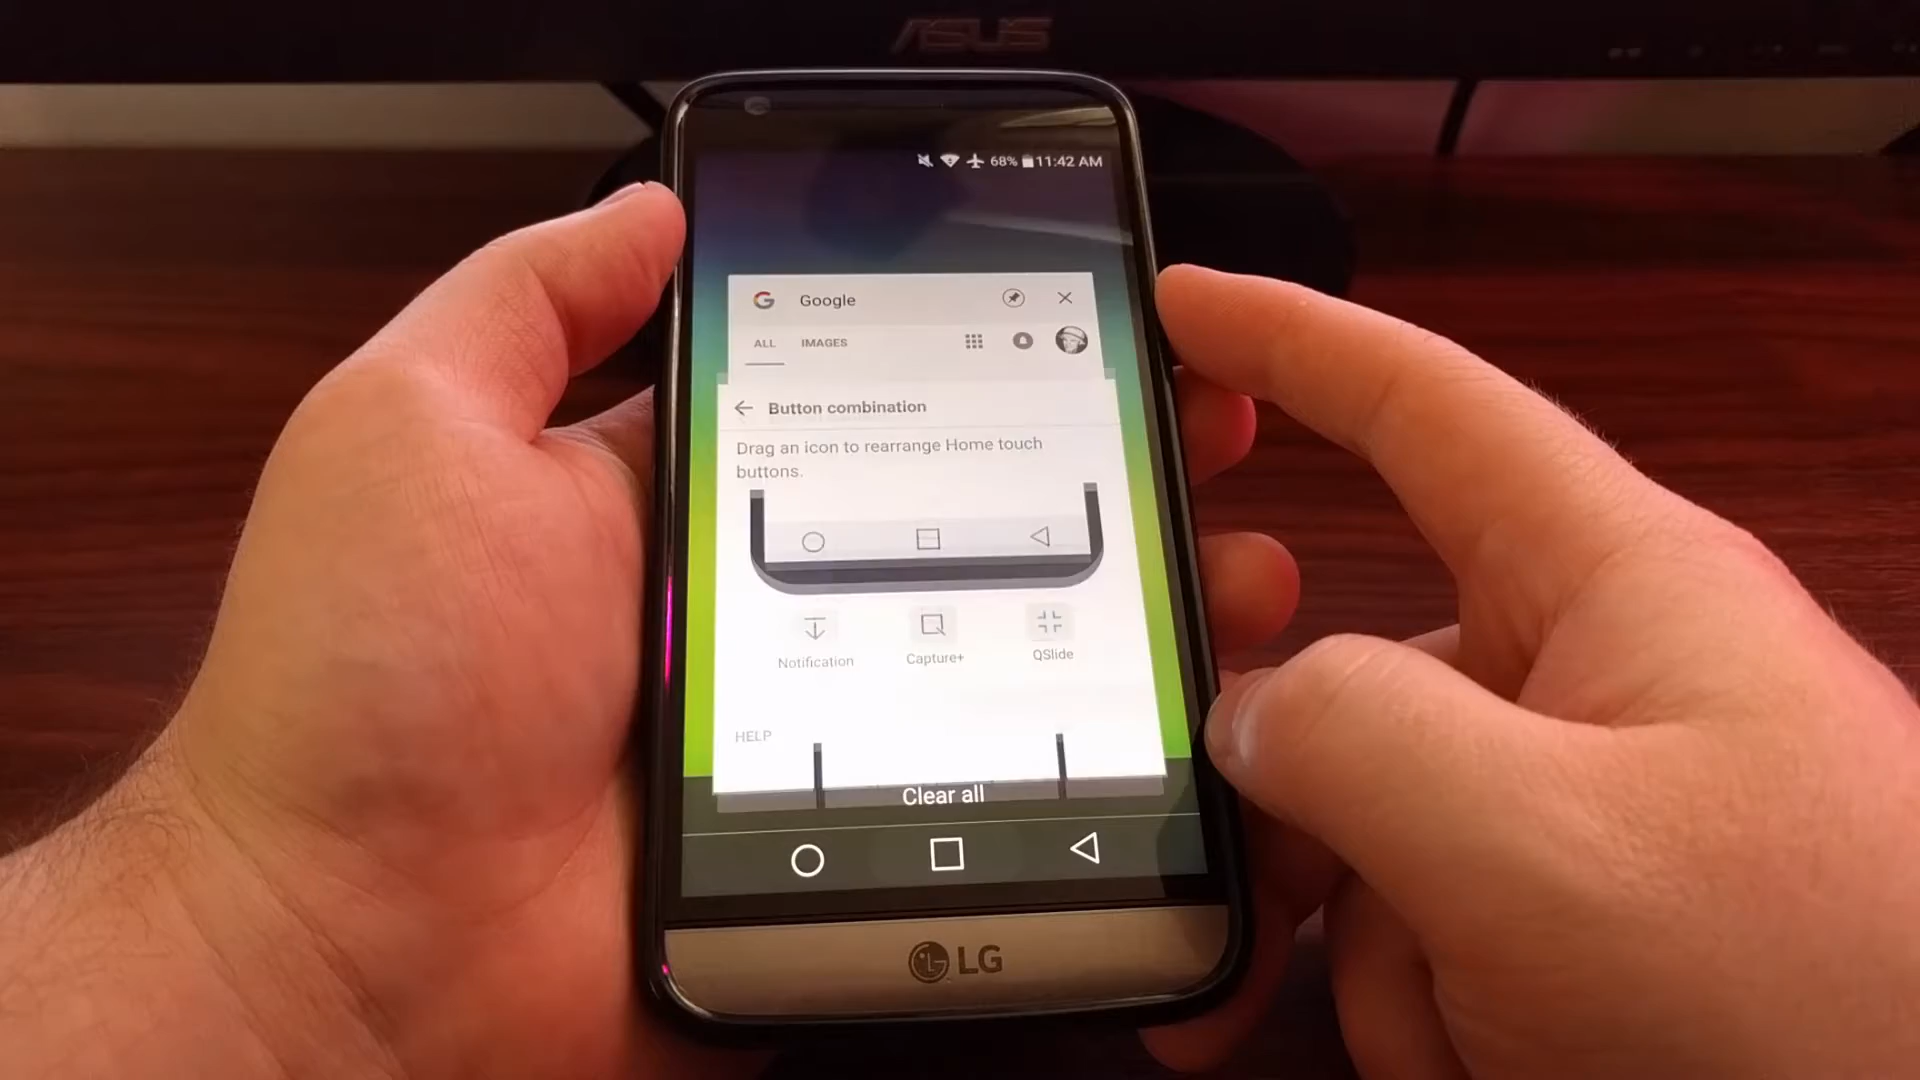 ASUS
68% 11:42 AM
Google
ALL IMAGES
Button combination
Drag an icon to rearrange Home touch
buttons.
Notification Capture+ QSlide
HELP
Clear all
LG